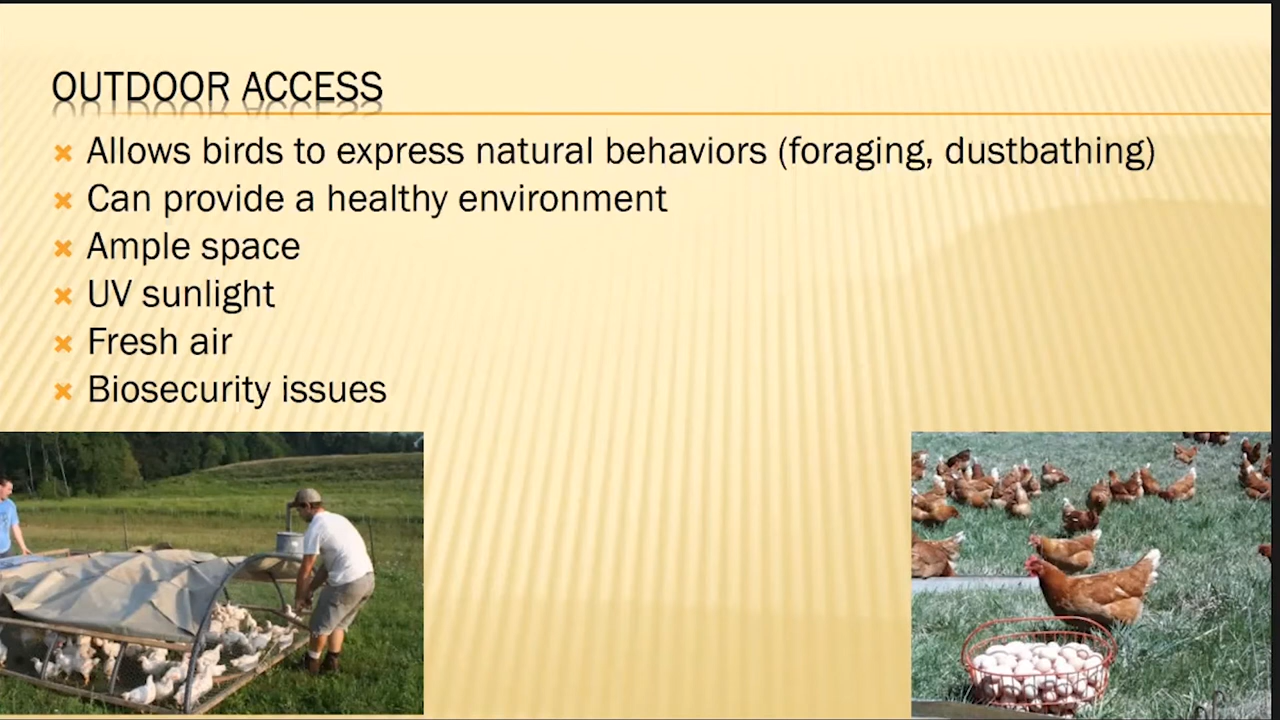 OUTDOOR ACCESS
Allows birds to express natural behaviors (foraging, dustbathing)
Can provide a healthy environment
Ample space
UV sunlight
Fresh air
Biosecurity issues